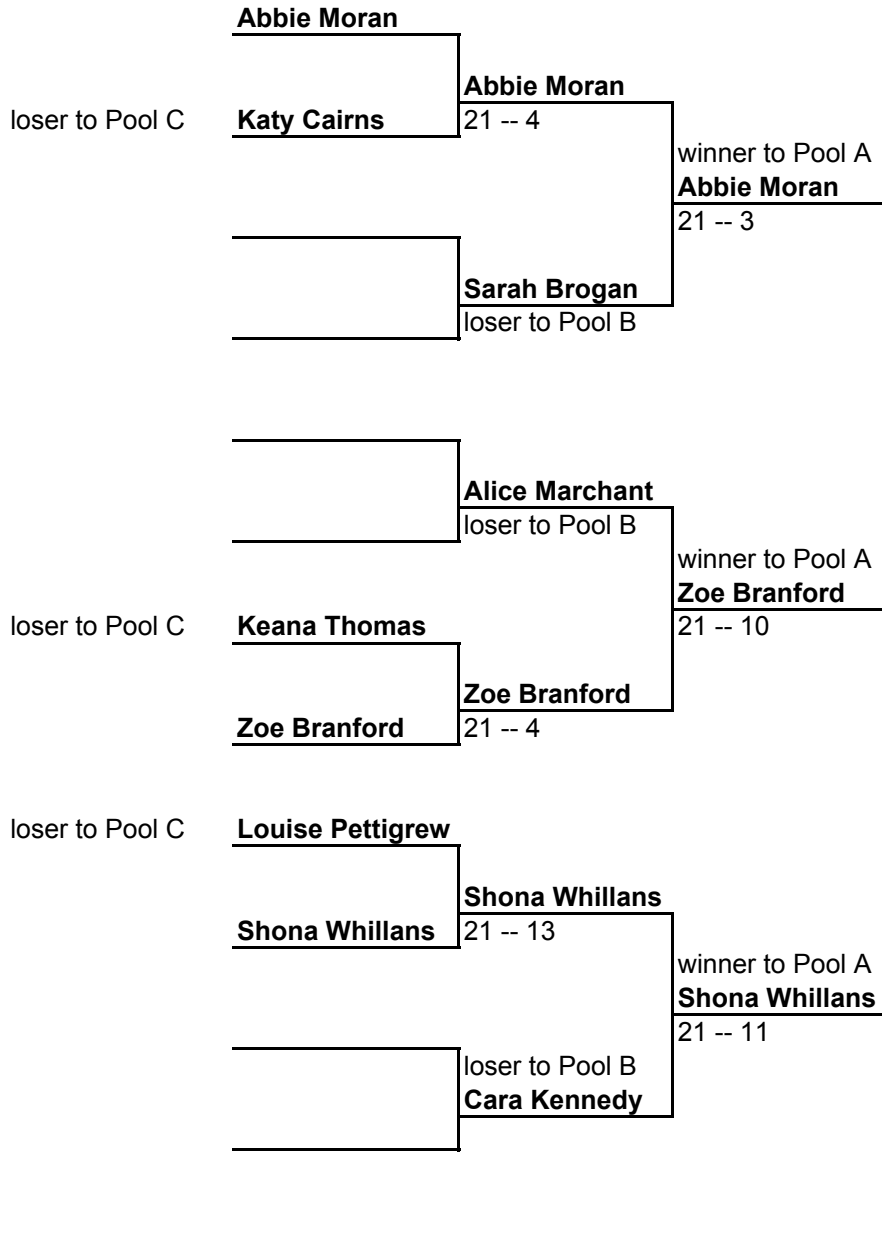 Abbie Moran
Abbie Moran
loser to Pool C Katy Cairns 21 -- 4
winner to Pool A
Abbie Moran
21 -- 3
Sarah Brogan
loser to Pool B
Alice Marchant
loser to Pool B
winner to Pool A
Zoe Branford
loser to Pool C Keana Thomas 21 -- 10
Zoe Branford
Zoe Branford 21 -- 4
loser to Pool C Louise Pettigrew
Shona Whillans
Shona Whillans 21 -- 13
winner to Pool A
Shona Whillans
21 -- 11
loser to Pool B
Cara Kennedy